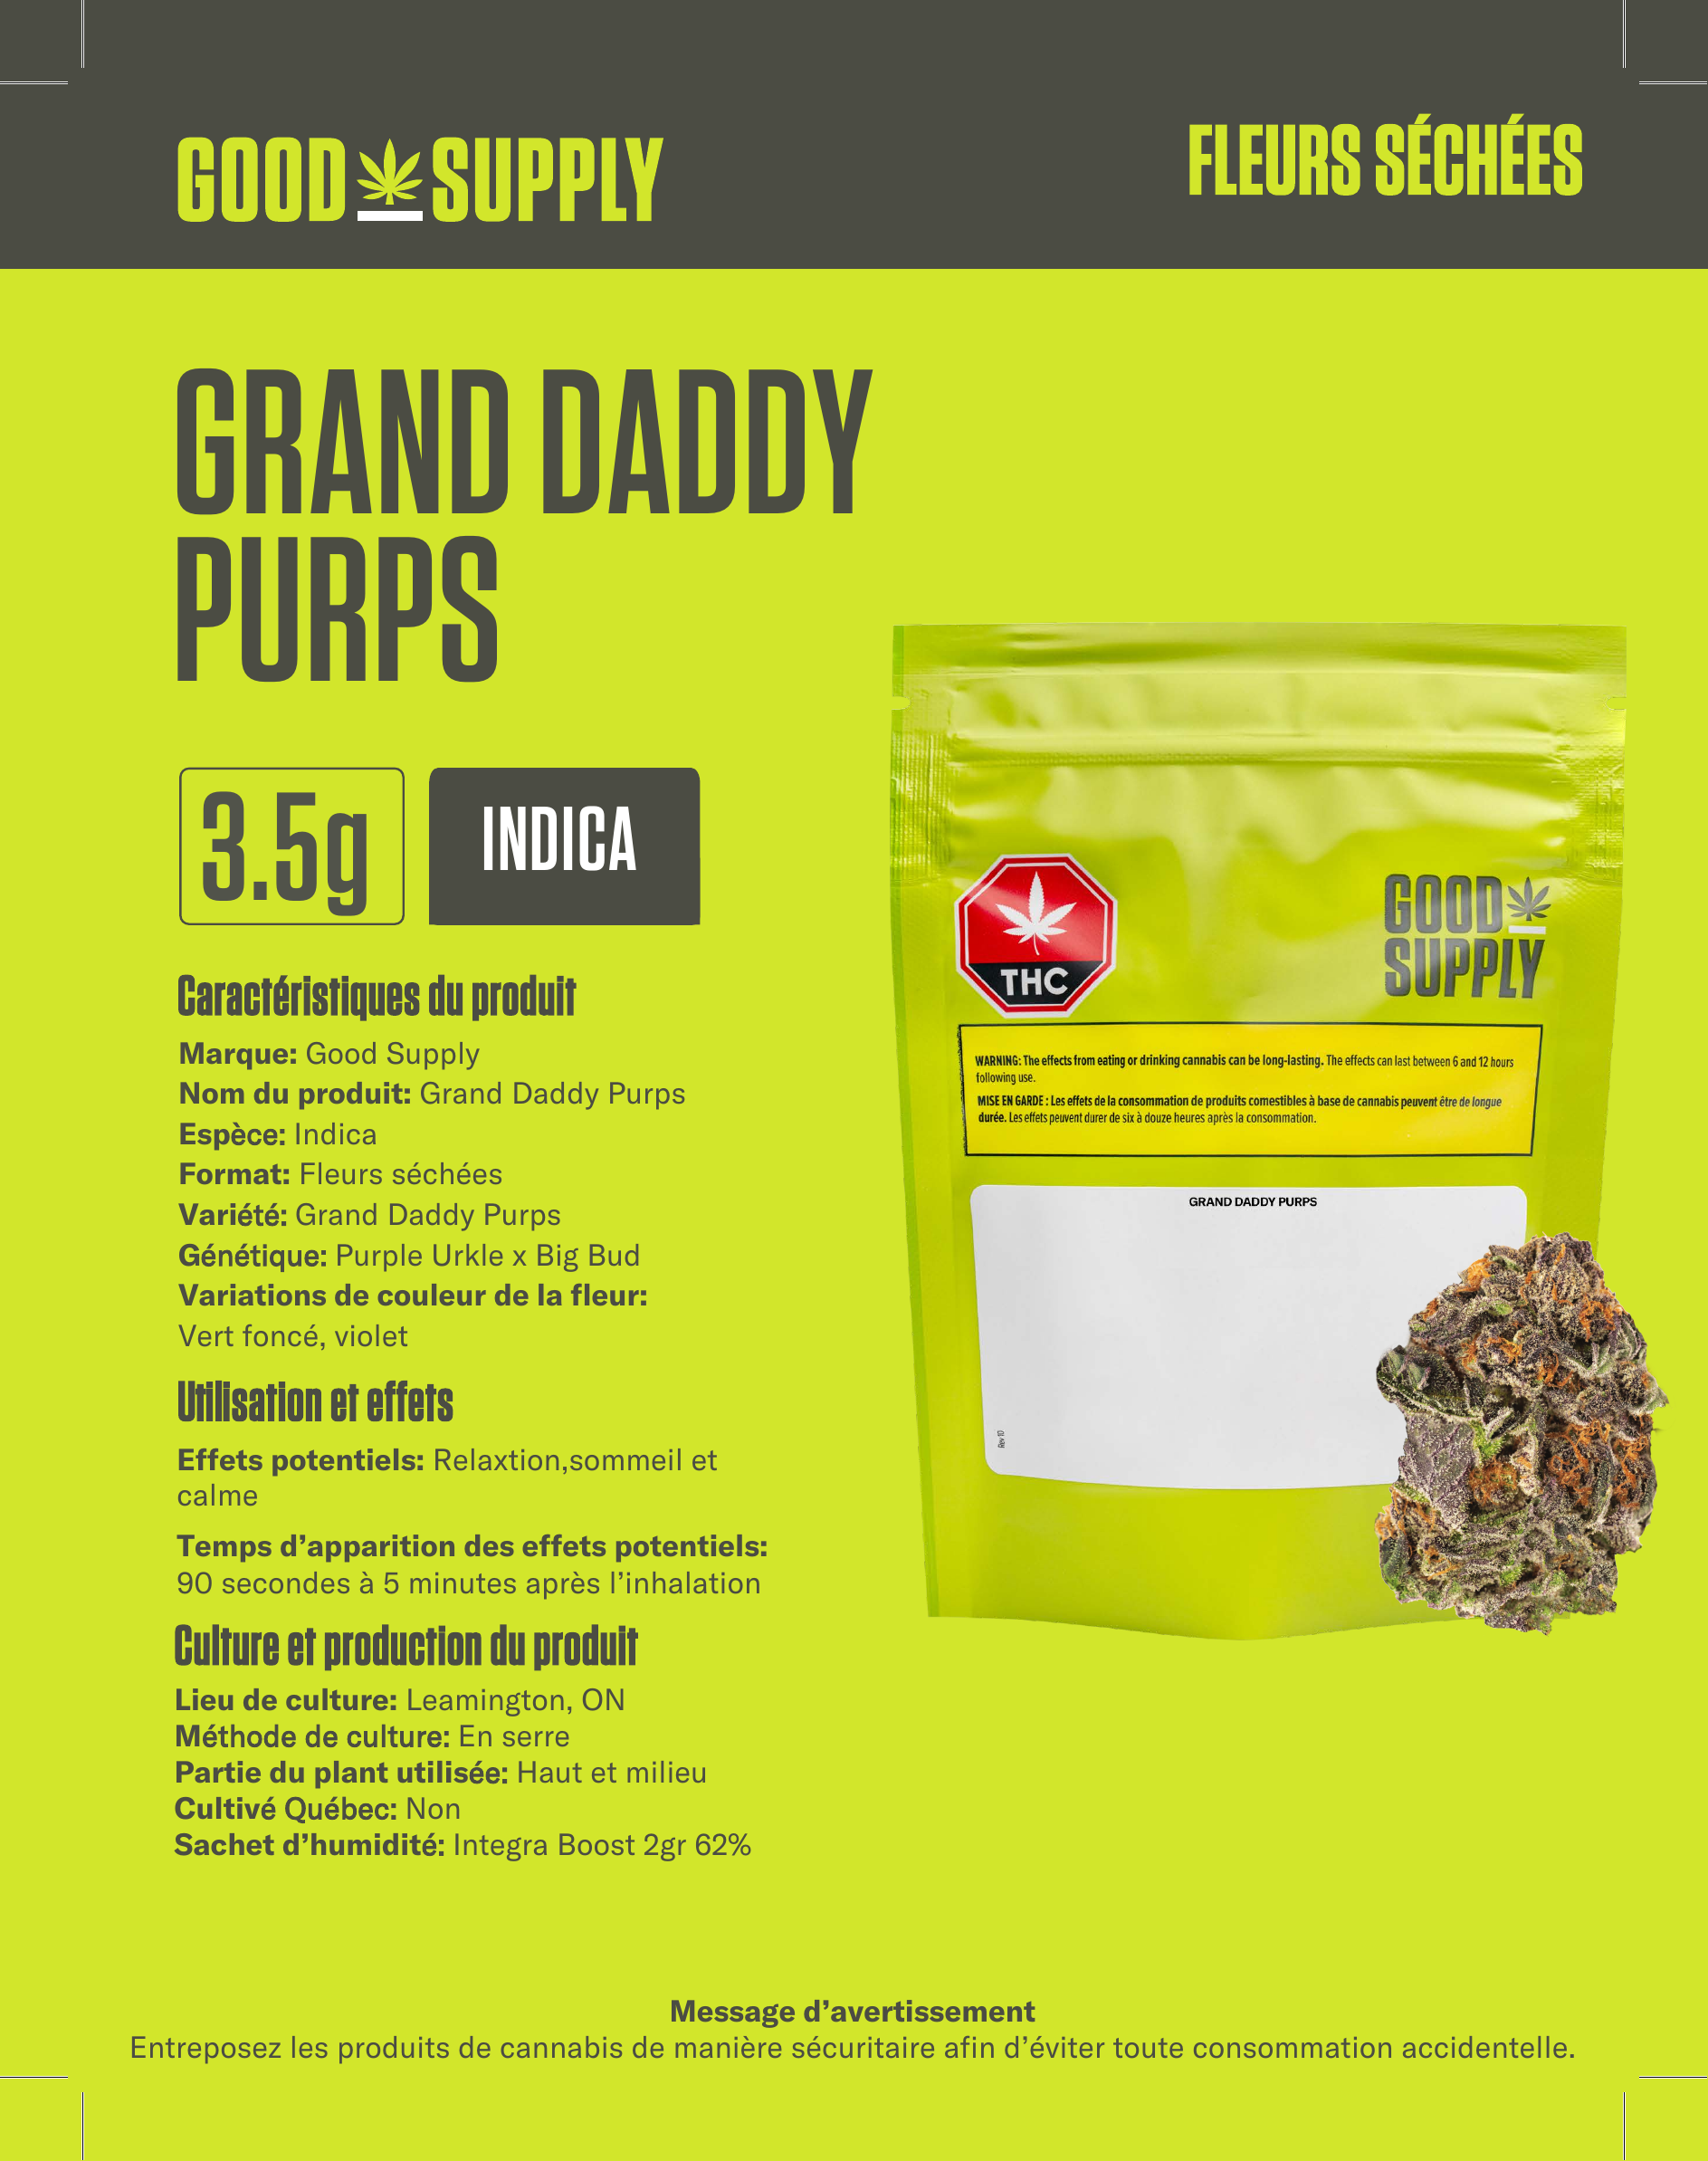 GOOD SUPPLY
FLEURS SÉCHÉES
GRAND DADDY
PURPS
3.5g
INDICA
Caractéristiques du produit
Marque: Good Supply
Nom du produit: Grand Daddy Purps
Espèce: Indica
Format: Fleurs séchées
Variété: Grand Daddy Purps
Génétique: Purple Urkle x Big Bud
Variations de couleur de la fleur:
Vert foncé, violet
Utilisation et effets
Effets potentiels: Relaxtion,sommeil et
calme
Temps d’apparition des effets potentiels:
90 secondes à 5 minutes après l’inhalation
Culture et production du produit
Lieu de culture: Leamington, ON
Méthode de culture: En serre
Partie du plant utilisée: Haut et milieu
Cultivé Québec: Non
Sachet d’humidité: Integra Boost 2gr 62%
THC
GOOD
SUPPLY
WARNING: The effects from eating or drinking cannabis can be long-lasting. The effects can last between 6 and 12 hours
following use.
MISE EN GARDE : Les effets de la consommation de produits comestibles à base de cannabis peuvent être de longue
durée. Les effets peuvent durer de six à douze heures après la consommation.
GRAND DADDY PURPS
Rev 10
Message d’avertissement
Entreposez les produits de cannabis de manière sécuritaire afin d’éviter toute consommation accidentelle.